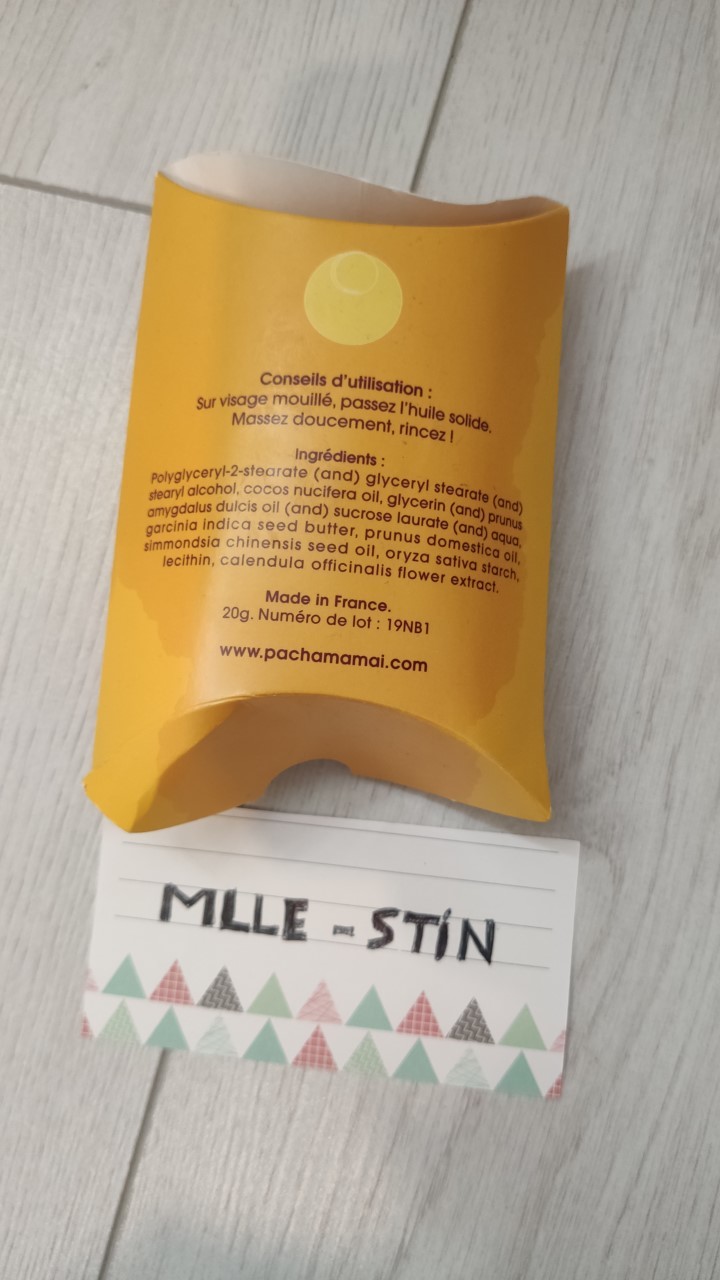 Conseils d'utilisation :
Sur visage mouillé, passez l'huile solide.
Massez doucement, rincez !
Ingrédients :
Polyglyceryl-2-stearate (and) glyceryl stearate (and)
stearyl alcohol, cocos nucifera oil, glycerin (and) prunus
amygdalus dulcis oil (and) sucrose laurate (and) aqua,
garcinia indica seed butter, prunus domestica oil,
simmondsia chinensis seed oil, oryza sativa starch,
lecithin, calendula officinalis flower extract.
Made in France.
20g. Numéro de lot : 19NB1
www.pachamamai.com
MLLE - STíN